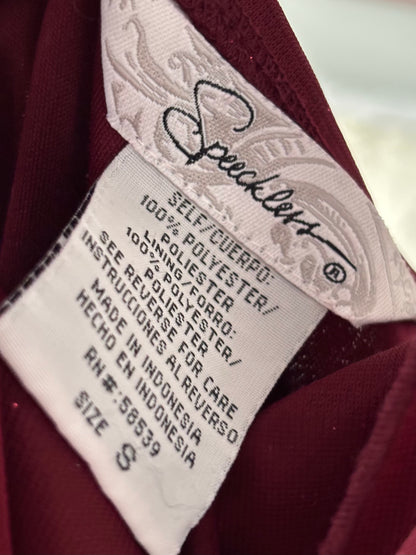 Speechless®
SELF/CUERPO:
100% POLYESTER/
POLIESTER
LINING/FORRO:
100% POLYESTER/
POLIESTER
SEE REVERSE FOR CARE
INSTRUCCIONES AL REVERSO
MADE IN INDONESIA
HECHO EN INDONESIA
RN#:58539
SIZE S